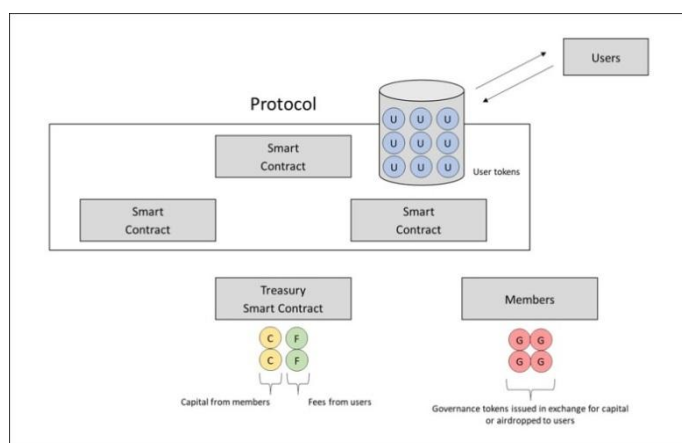 Users
Protocol
U U U
U U U
U U U
User tokens
Smart
Contract
Smart
Contract
Smart
Contract
Treasury
Smart Contract
Members
C F
C F
G G
G G
Capital from members
Fees from users
Governance tokens issued in exchange for capital
or airdropped to users